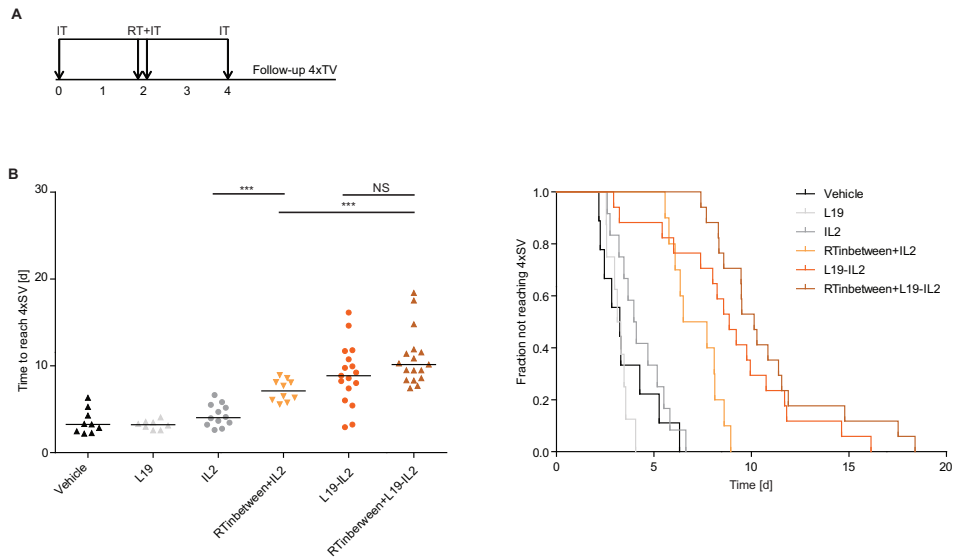 A
IT RT+IT IT
Follow-up 4xTV
0 1 2 3 4
B
*** NS
***
30
20
10
0
Time to reach 4xSV [d]
Vehicle
L19
IL2
RTinbetween+IL2
L19-IL2
RTinberween+L19-IL2
1.0
0.8
0.6
0.4
0.2
0.0
Fraction not reaching 4xSV
0 5 10 15 20
Time [d]
Vehicle
L19
IL2
RTinbetween+IL2
L19-IL2
RTinbetween+L19-IL2